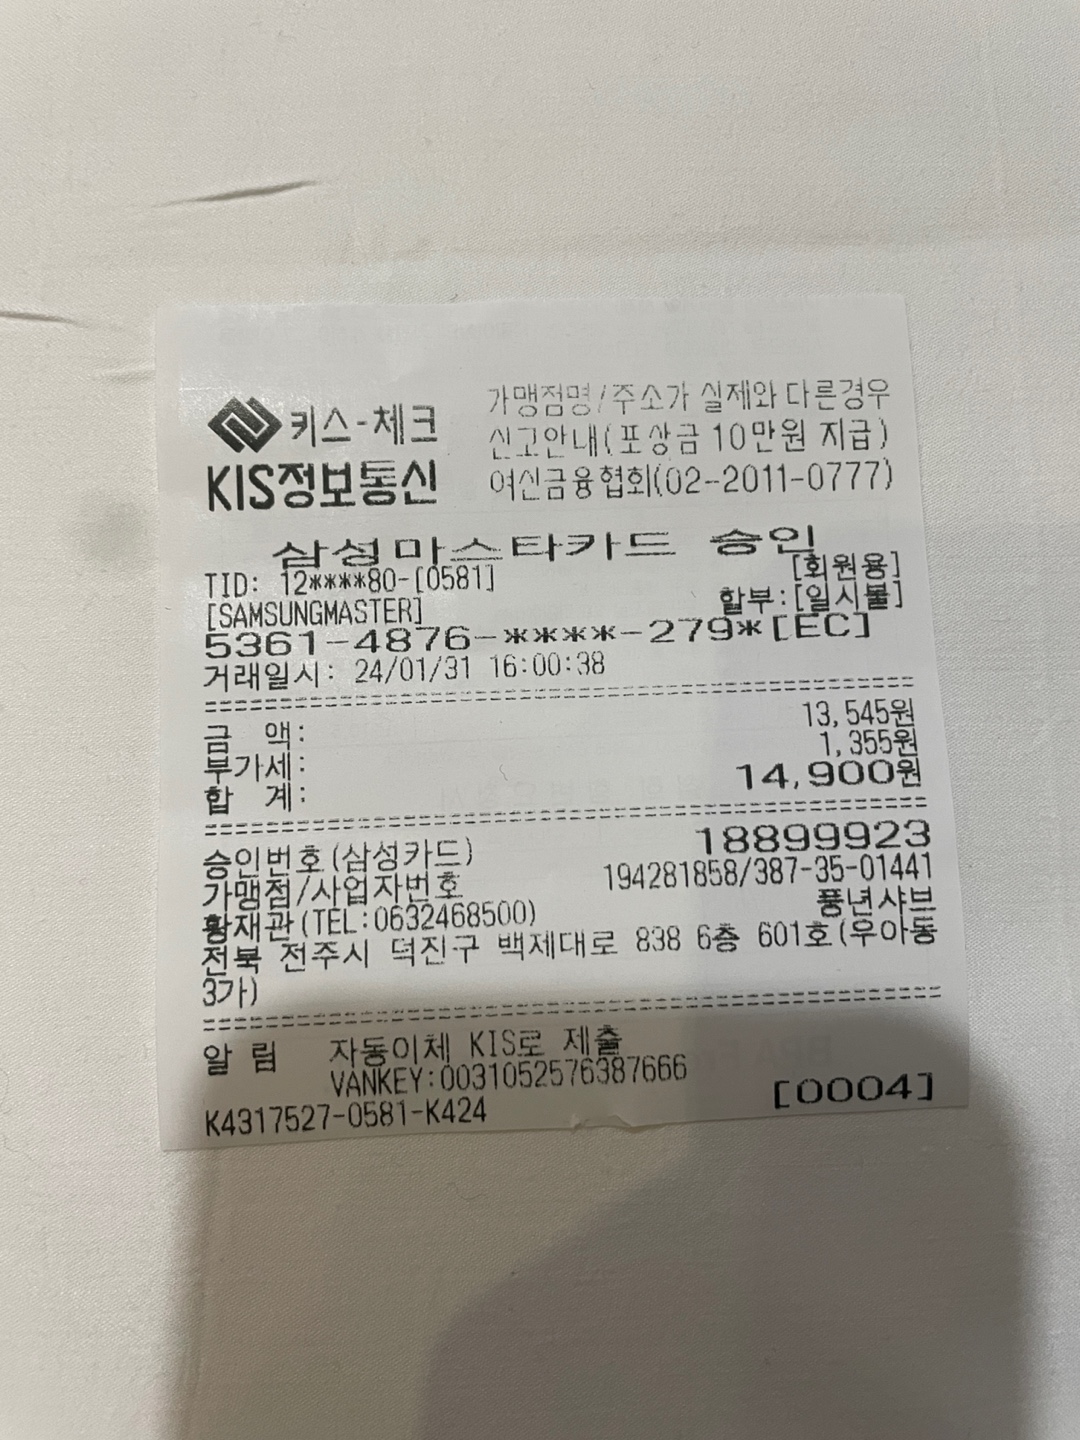 키스-체크
KIS정보통신
가맹점명/주소가 실제와 다른경우
신고안내(포상금 10만원 지급)
여신금융협회(02-2011-0777)
삼성마스타카드 승인
TID: 12****80-[0581] [회원용]
[SAMSUNGMASTER] 할부:[일시불]
5361-4876-****-279*[EC]
거래일시: 24/01/31 16:00:38
금 액: 13,545원
부가세: 1,355원
합 계: 14,900원
승인번호(삼성카드) 18899923
가맹점/사업자번호 194281858/387-35-01441
황재관(TEL:0632468500) 풍년샤브
전북 전주시 덕진구 백제대로 838 6층 601호(우아동
3가)
알 림 자동이체 KIS로 제출
VANKEY:0031052576387666
K4317527-0581-K424 [0004]